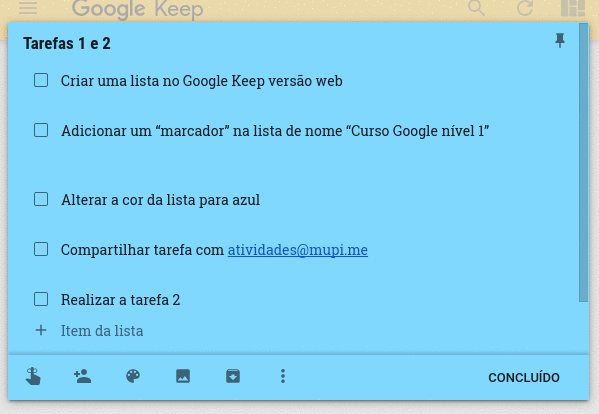 Google Keep
Tarefas 1 e 2
Criar uma lista no Google Keep versão web
Adicionar um “marcador” na lista de nome “Curso Google nível 1”
Alterar a cor da lista para azul
Compartilhar tarefa com atividades@mupi.me
Realizar a tarefa 2
Item da lista
CONCLUÍDO